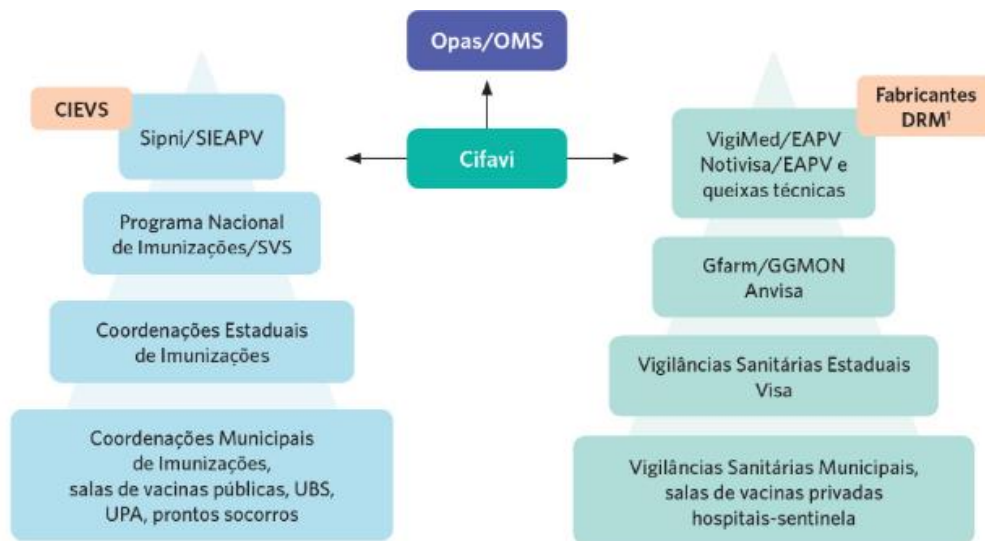 Opas/OMS
CIEVS
Sipni/SIEAPV
Cifavi
Fabricantes
DRM¹
VigiMed/EAPV
Notivisa/EAPV e
queixas técnicas
Programa Nacional
de Imunizações/SVS
Gfarm/GGMON
Anvisa
Coordenações Estaduais
de Imunizações
Vigilâncias Sanitárias Estaduais
Visa
Coordenações Municipais
de Imunizações,
salas de vacinas públicas, UBS,
UPA, prontos socorros
Vigilâncias Sanitárias Municipais,
salas de vacinas privadas
hospitais-sentinela